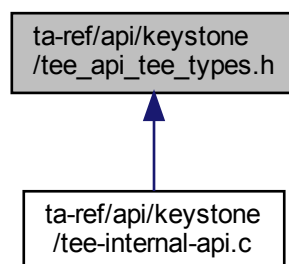 ta-ref/api/keystone
/tee_api_tee_types.h
ta-ref/api/keystone
/tee-internal-api.c